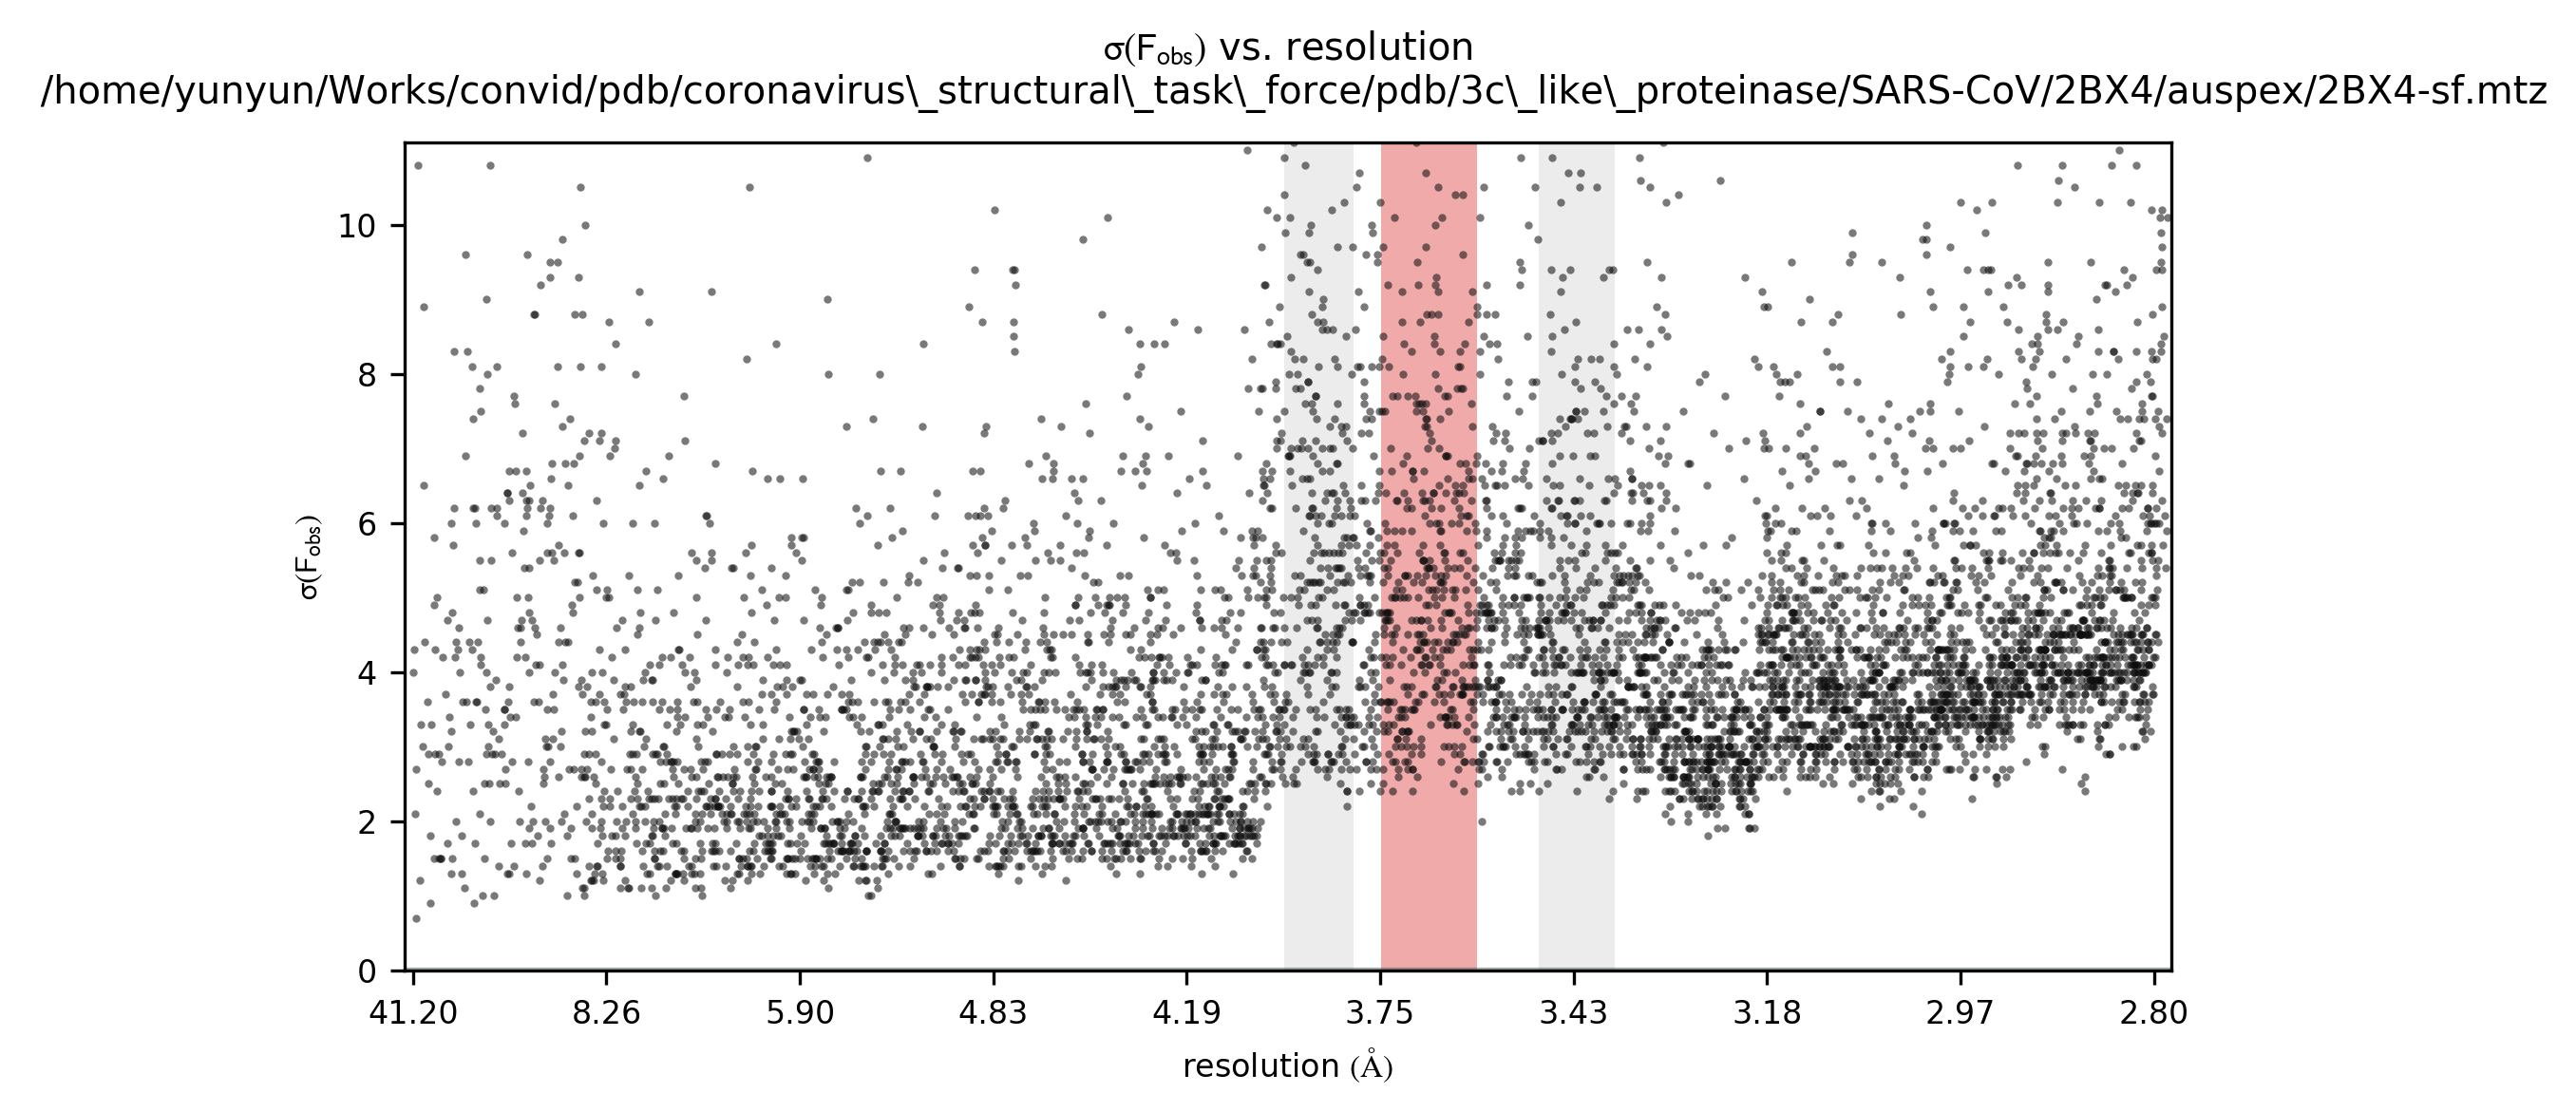 σ(F_obs) vs. resolution
/home/yunyun/Works/convid/pdb/coronavirus\_structural\_task\_force/pdb/3c\_like\_proteinase/SARS-CoV/2BX4/auspex/2BX4-sf.mtz
10
8
6
4
2
0
σ(F_obs)
41.20 8.26 5.90 4.83 4.19 3.75 3.43 3.18 2.97 2.80
resolution (Å)